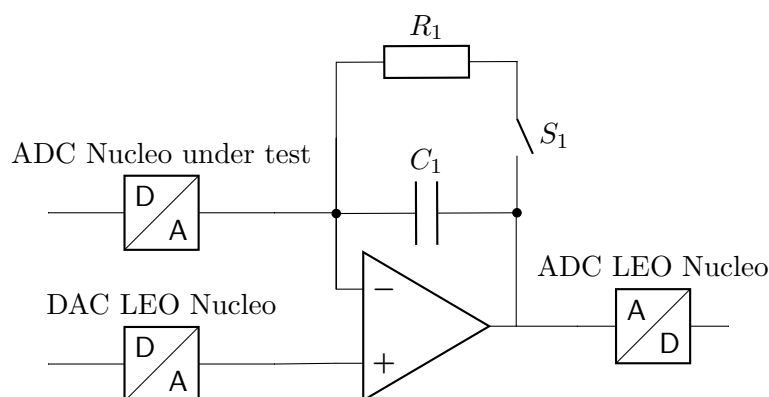 R1
S1
ADC Nucleo under test
C1
D
A
ADC LEO Nucleo
DAC LEO Nucleo
−
A
D
D
A
+